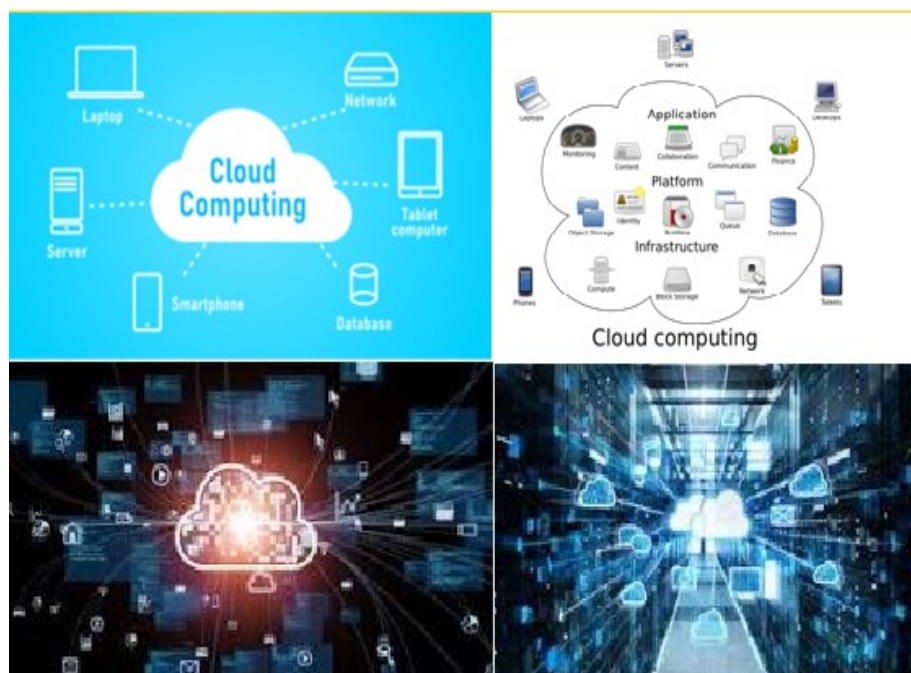 Laptop
Network
Cloud
Computing
Tablet
computer
Server
Smartphone
Database
Servers
Laptops
Desktops
Application
Monitoring
Content
Collaboration
Communication
Finance
Platform
Object Storage
Identity
Runtime
Queue
Database
Infrastructure
Compute
Block Storage
Network
Phones
Tablets
Cloud computing